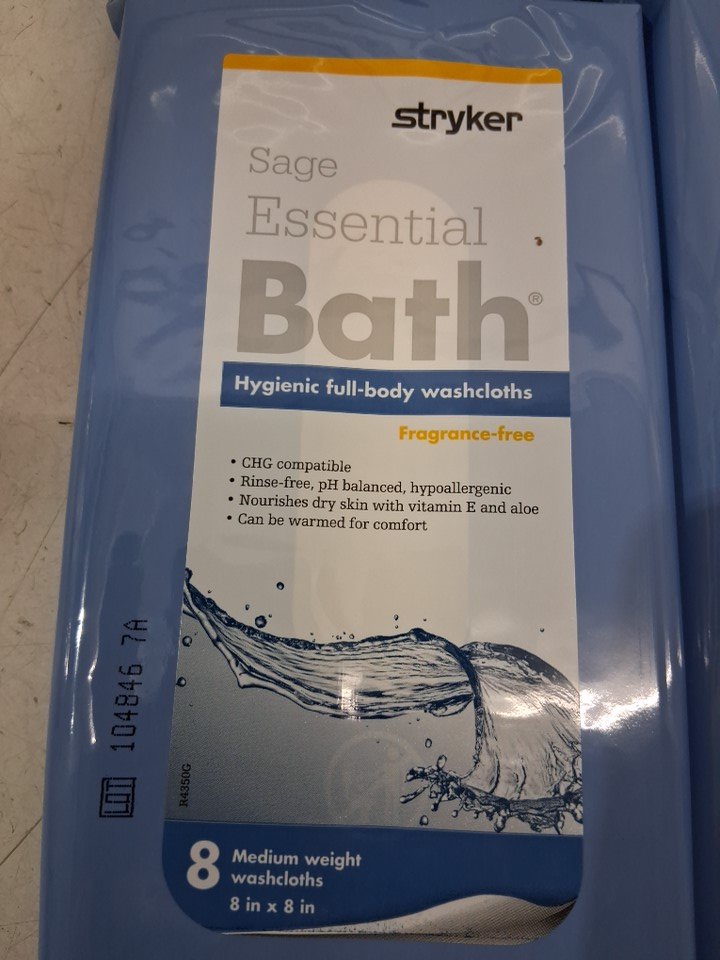 stryker
Sage
Essential
Bath®
Hygienic full-body washcloths
Fragrance-free
• CHG compatible
• Rinse-free, pH balanced, hypoallergenic
• Nourishes dry skin with vitamin E and aloe
• Can be warmed for comfort
LOT 104846 7A
R4350G
8 Medium weight
washcloths
8 in x 8 in